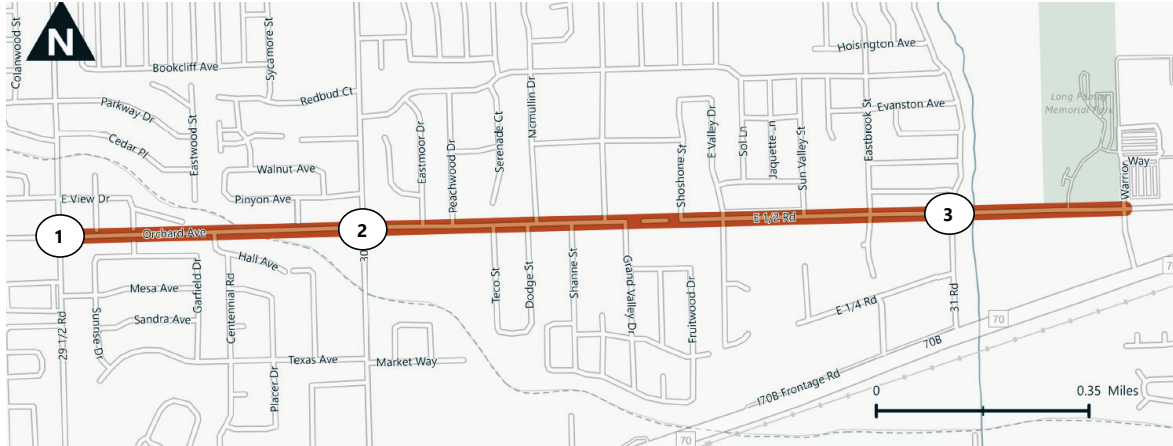 N
Colanwood St
Sycamore St
Bookcliff Ave
Hoisington Ave
Parkway Dr
Redbud Ct
Mcmullin Dr
Evanston Ave
Long Family
Memorial Park
Cedar Pl
Eastwood St
Eastmoor Dr
Peachwood Dr
Serenade Ct
Shoshone St
E Valley Dr
Sol Ln
Jaquette Ln
Sun Valley St
Eastbrook St
Warrior
Way
Walnut Ave
E View Dr
Pinyon Ave
1
Orchard Ave
2
E 1/2 Rd
3
30
Hall Ave
Mesa Ave
Garfield Dr
Centennial Rd
Teco St
Dodge St
Shanne St
Grand Valley Dr
Fruitwood Dr
E 1/4 Rd
31 Rd
70
7
29 1/2 Rd
Sunrise Dr
Sandra Ave
Texas Ave
Market Way
Placer Dr
70B
I70B Frontage Rd
0
0.35 Miles
70